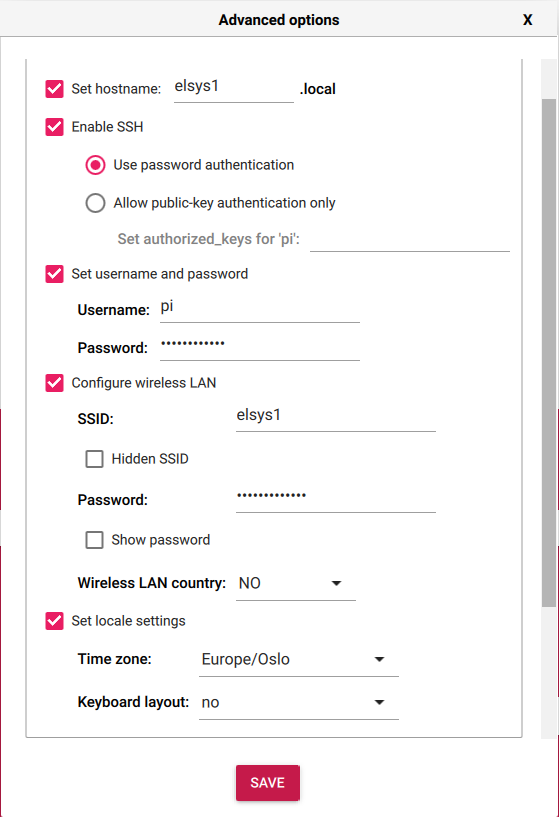 Advanced options X
Set hostname: elsys1 .local
Enable SSH
Use password authentication
Allow public-key authentication only
Set authorized_keys for 'pi':
Set username and password
Username: pi
Password: ••••••••••••
Configure wireless LAN
SSID: elsys1
Hidden SSID
Password: •••••••••••••
Show password
Wireless LAN country: NO
Set locale settings
Time zone: Europe/Oslo
Keyboard layout: no
SAVE